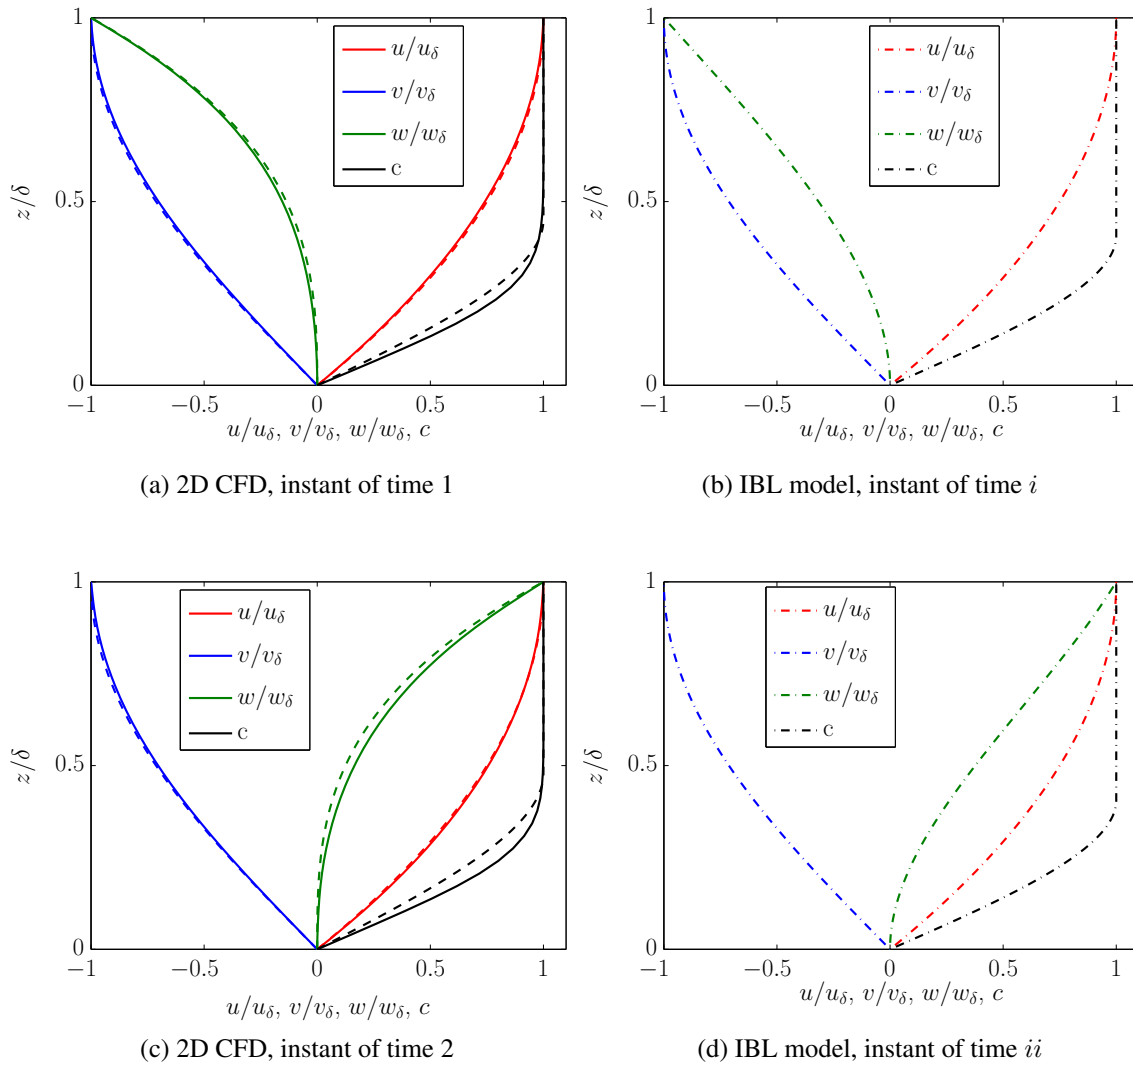 1
0.5
0
z/δ
−1
−0.5
0
0.5
1
u/u_δ, v/v_δ, w/w_δ, c
u/u_δ
v/v_δ
w/w_δ
c
(a) 2D CFD, instant of time 1
1
0.5
0
z/δ
−1
−0.5
0
0.5
1
u/u_δ, v/v_δ, w/w_δ, c
u/u_δ
v/v_δ
w/w_δ
c
(b) IBL model, instant of time i
1
0.5
0
z/δ
−1
−0.5
0
0.5
1
u/u_δ, v/v_δ, w/w_δ, c
u/u_δ
v/v_δ
w/w_δ
c
(c) 2D CFD, instant of time 2
1
0.5
0
z/δ
−1
−0.5
0
0.5
1
u/u_δ, v/v_δ, w/w_δ, c
u/u_δ
v/v_δ
w/w_δ
c
(d) IBL model, instant of time ii